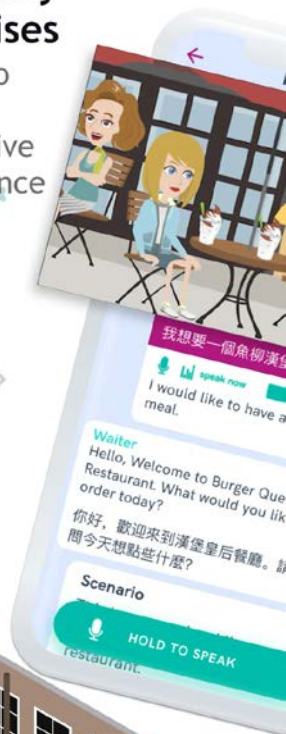 ises
ive
nce
我想要一個魚柳漢堡
speak now
I would like to have a
meal.
Waiter
Hello, Welcome to Burger Que
Restaurant. What would you lik
order today?
你好，歡迎來到漢堡皇后餐廳。請
問今天想點些什麼？
Scenario
HOLD TO SPEAK
restaurant.